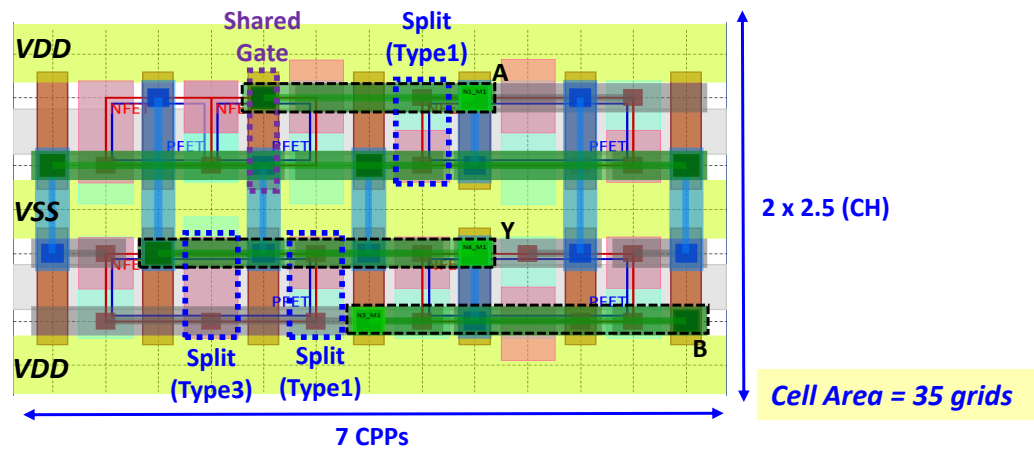 Shared
Gate
Split
(Type1)
VDD
A
N1_M1
NFET
NFET
PFET
PFET
PFET
VSS
2 x 2.5 (CH)
Y
N4_M1
NFET
NFET
PFET
PFET
N3_M1
B
VDD
Split
(Type3)
Split
(Type1)
Cell Area = 35 grids
7 CPPs